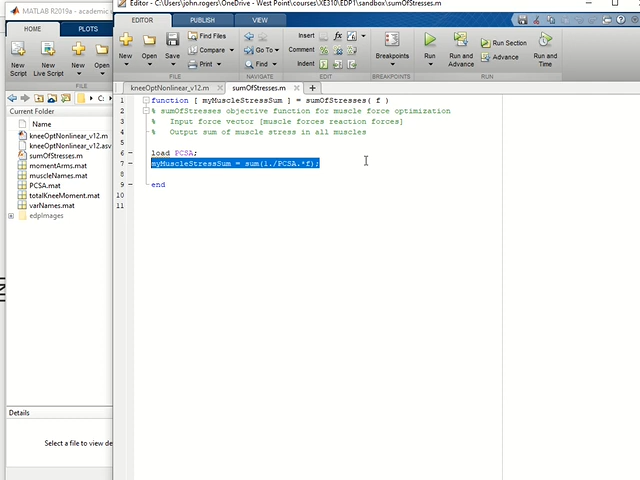 MATLAB R2019a - academic
Editor - C:\Users\john.rogers\OneDrive - West Point\courses\XE310\EDP1\sandbox\sumOfStresses.m
HOME PLOTS
EDITOR PUBLISH VIEW
New Script
New Live Script
New
Open
FILE
New
Open
Save
Find Files
Compare
Print
FILE
Go To
Find
NAVIGATE
Insert
Comment
Indent
EDIT
Breakpoints
BREAKPOINTS
Run
Run and Advance
Run Section
Advance
Run and Time
RUN
C:
Current Folder
Name
kneeOptNonlinear_v12.m
kneeOptNonlinear_v12.asv
sumOfStresses.m
momentArms.mat
muscleNames.mat
PCSA.mat
totalKneeMoment.mat
varNames.mat
edpImages
Details
Select a file to view de
kneeOptNonlinear_v12.m sumOfStresses.m
1 function [ myMuscleStressSum ] = sumOfStresses( f )
2 % sumOfStresses objective function for muscle force optimization
3 % Input force vector [muscle forces reaction forces]
4 % Output sum of muscle stress in all muscles
5
6 load PCSA;
7 myMuscleStressSum = sum(1./PCSA.*f);
8
9 end
10
11